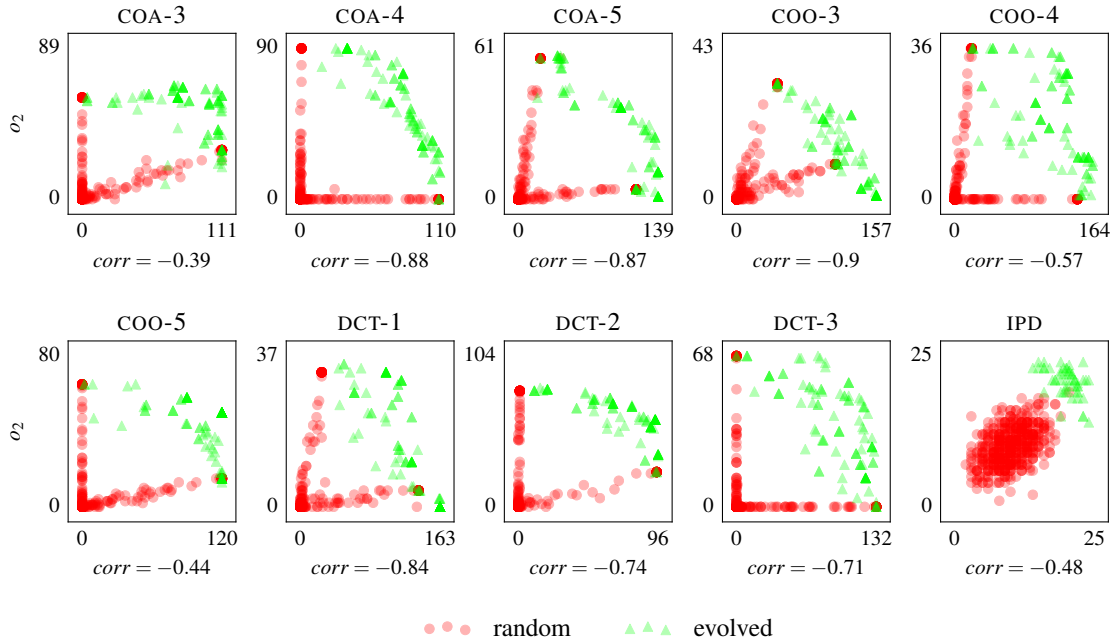 COA-3 COA-4 COA-5 COO-3 COO-4
89 90 61 43 36
o₂
0 0 0 0 0
0 111 0 110 0 139 0 157 0 164
corr = −0.39 corr = −0.88 corr = −0.87 corr = −0.9 corr = −0.57
COO-5 DCT-1 DCT-2 DCT-3 IPD
80 37 104 68 25
o₂
0 0 0 0 0
0 120 0 163 0 96 0 132 0 25
corr = −0.44 corr = −0.84 corr = −0.74 corr = −0.71 corr = −0.48
random evolved